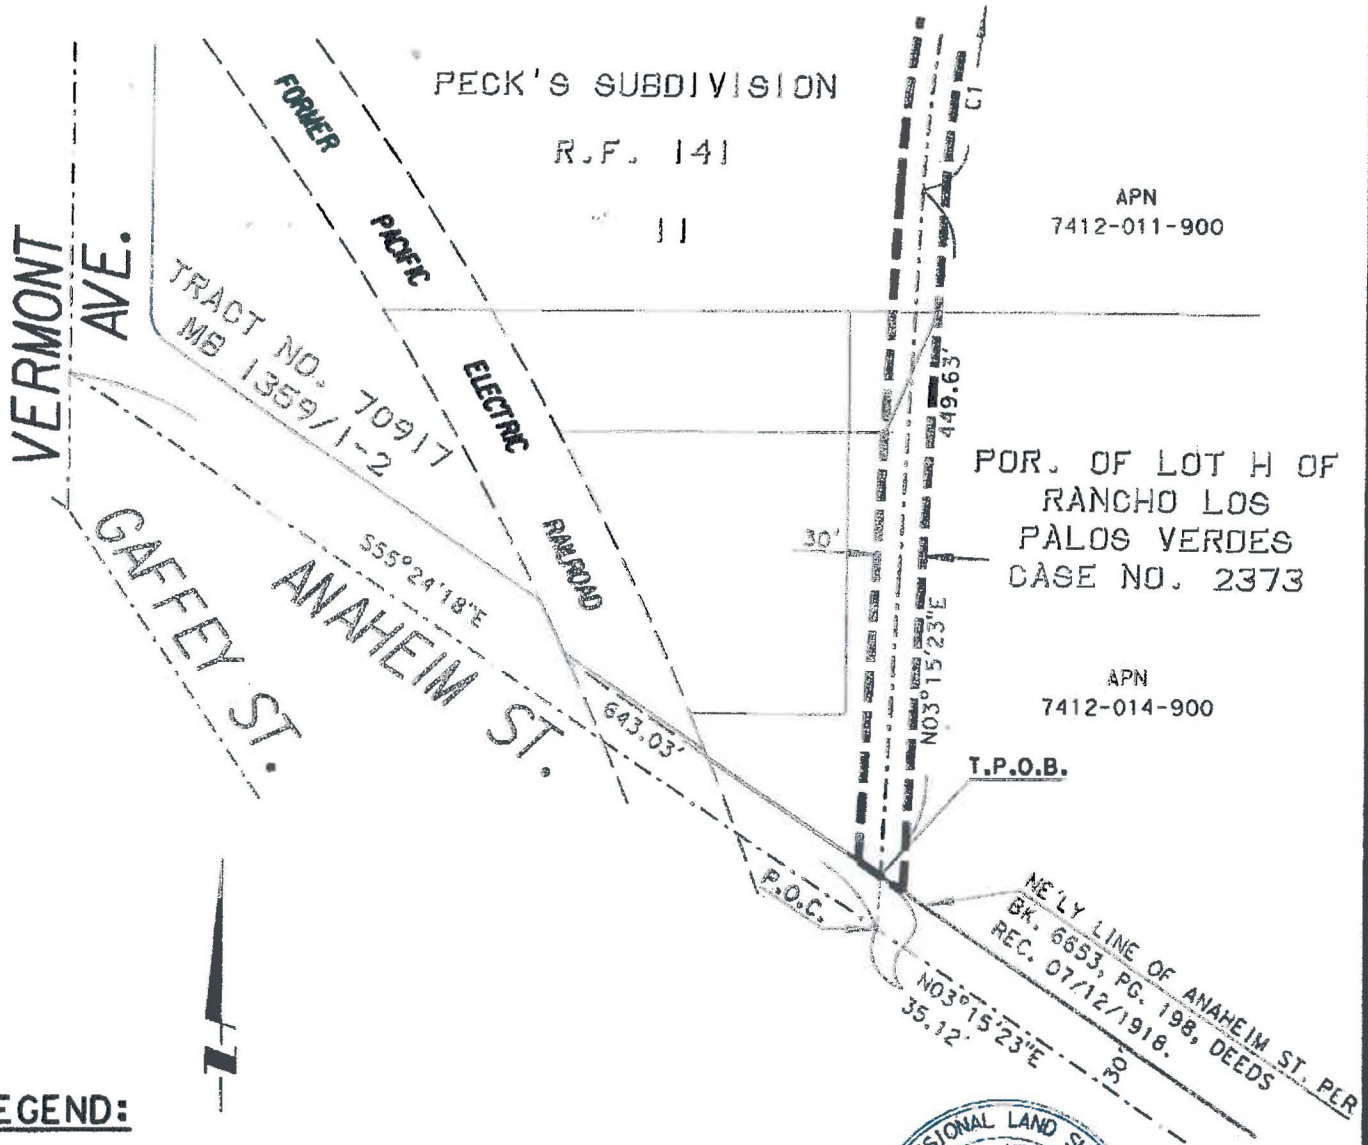 PECK'S SUBDIVISION
R.F. 141
11
FORMER
PACIFIC
ELECTRIC
RAILROAD
C1
APN
7412-011-900
VERMONT
AVE.
TRACT NO. 70917
MB 1359/1-2
449.63'
POR. OF LOT H OF
RANCHO LOS
PALOS VERDES
CASE NO. 2373
30'
S55°24'18"E
ANAHEIM ST.
GAFFEY ST.
N03°15'23"E
APN
7412-014-900
643.03'
T.P.O.B.
P.O.C.
NE'LY LINE OF ANAHEIM ST. PER
BK. 6653, PG. 198, DEEDS
REC. 07/12/1918.
N03°15'23"E
35.12'
30'
EGEND:
SIONAL LAND SU